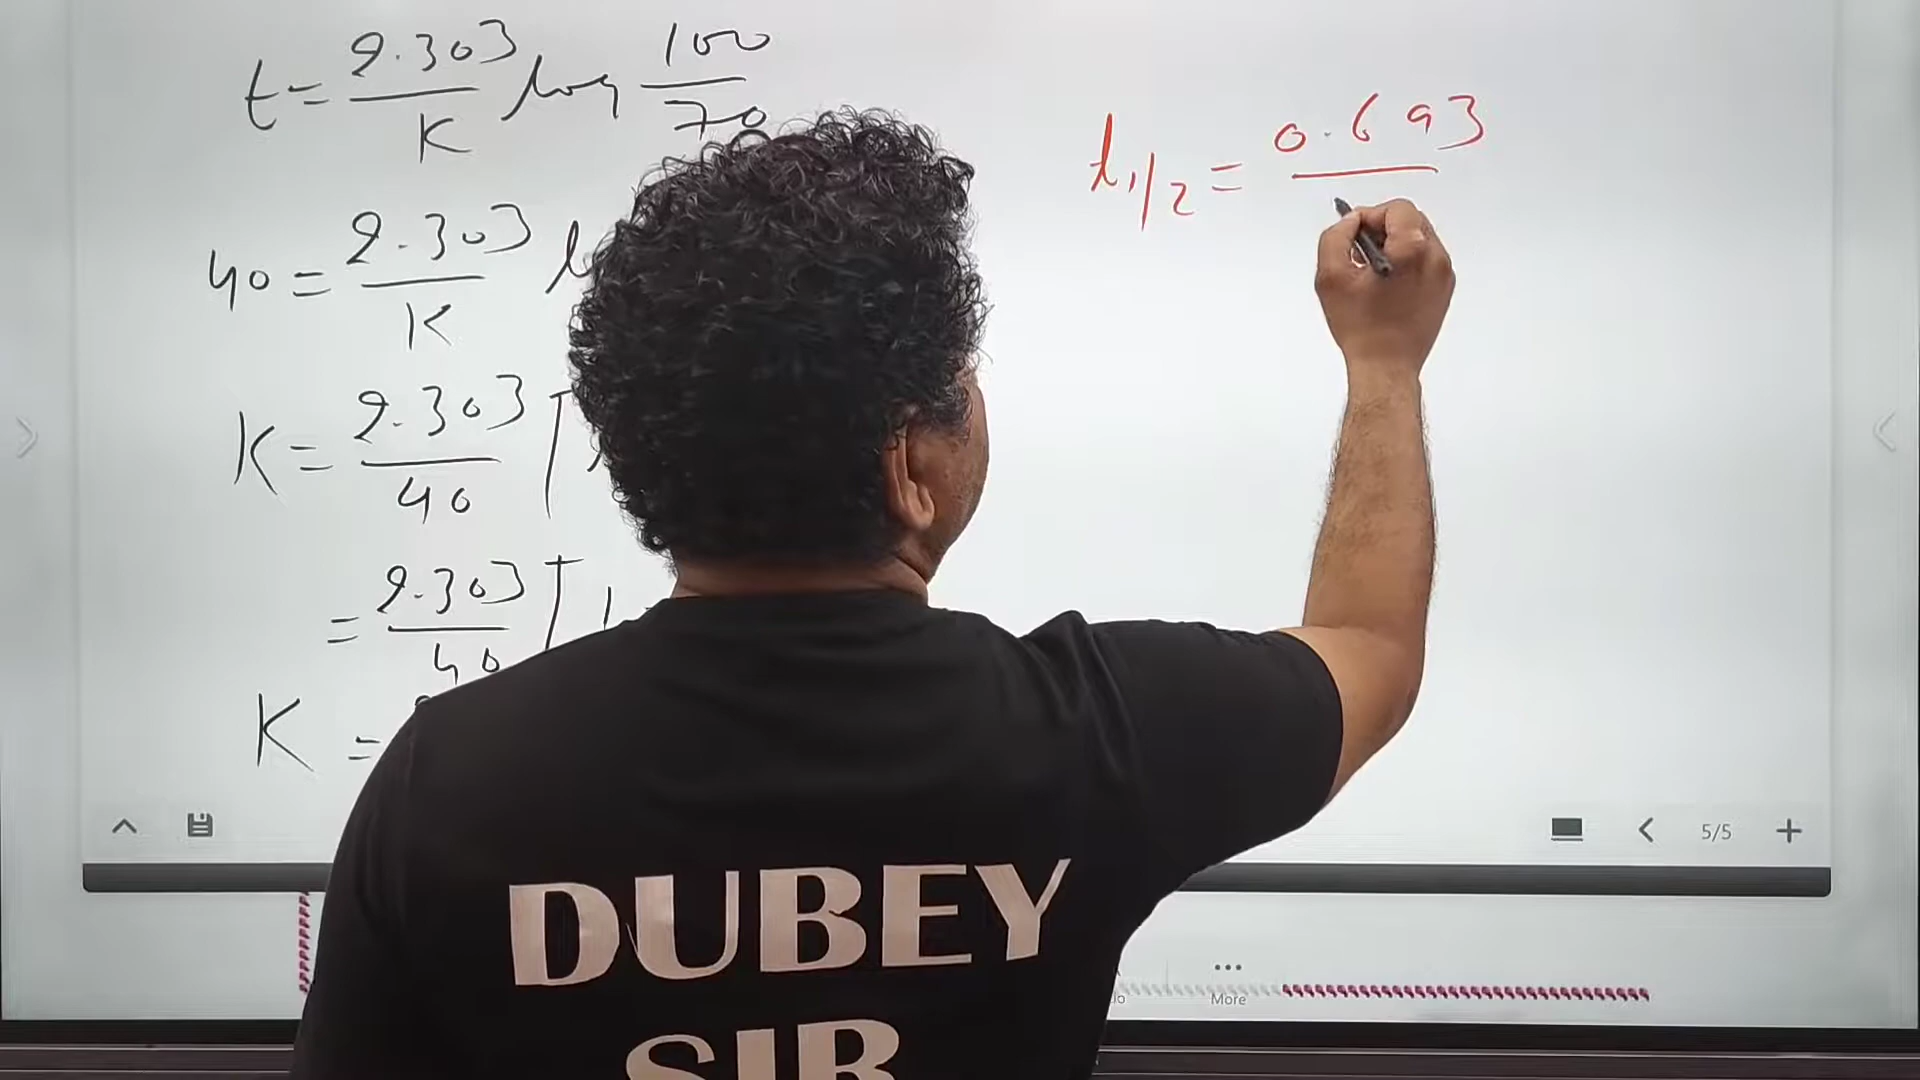 t = 2.303 / K log 100 / 70
40 = 2.303 / K
K = 2.303 / 40 [
= 2.303 / 40 [
K =
t1/2 = 0.693
5/5
More
DUBEY
SIR